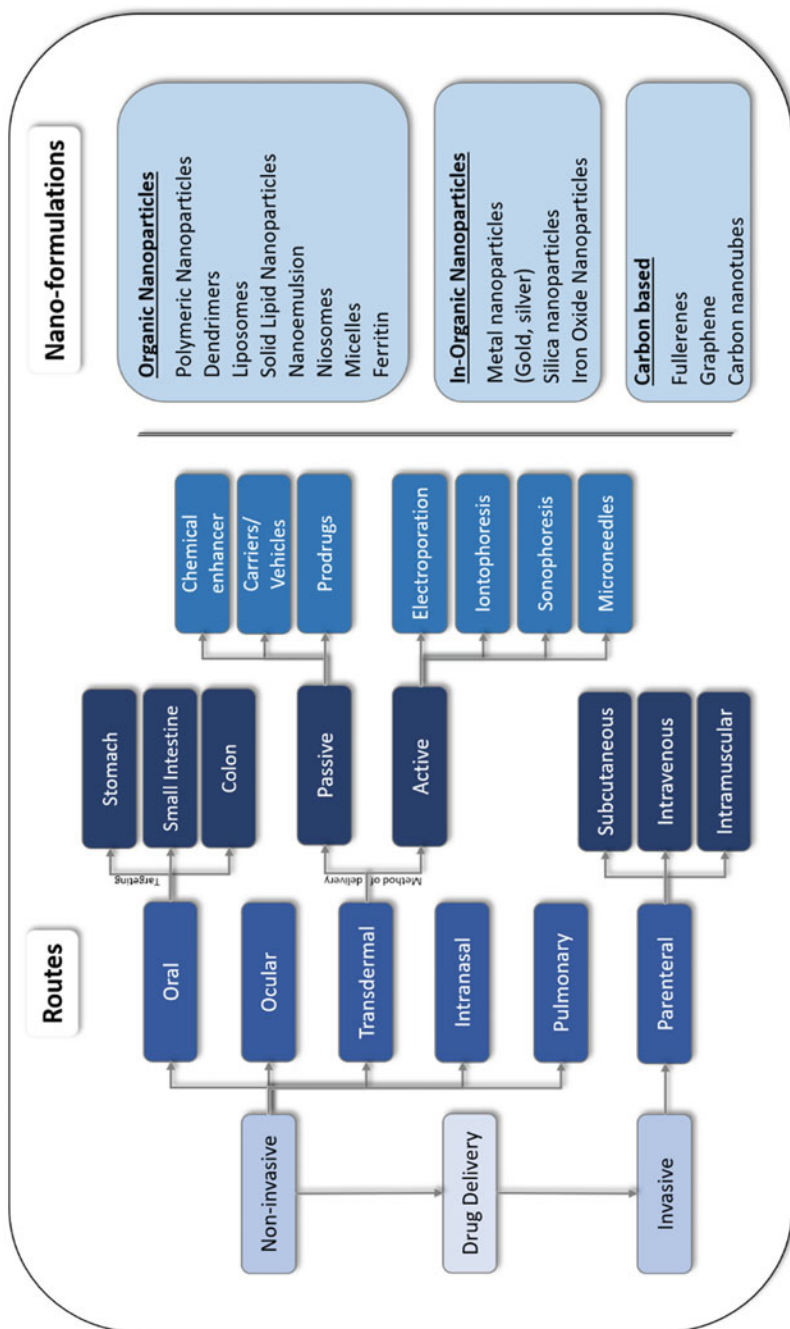 Routes
Nano-formulations
Non-invasive
Drug Delivery
Invasive
Oral
Ocular
Transdermal
Intranasal
Pulmonary
Parenteral
Targeting
Stomach
Small Intestine
Colon
Method of delivery
Passive
Active
Subcutaneous
Intravenous
Intramuscular
Chemical
enhancer
Carriers/
Vehicles
Prodrugs
Electroporation
Iontophoresis
Sonophoresis
Microneedles
Organic Nanoparticles
Polymeric Nanoparticles
Dendrimers
Liposomes
Solid Lipid Nanoparticles
Nanoemulsion
Niosomes
Micelles
Ferritin
In-Organic Nanoparticles
Metal nanoparticles
(Gold, silver)
Silica nanoparticles
Iron Oxide Nanoparticles
Carbon based
Fullerenes
Graphene
Carbon nanotubes